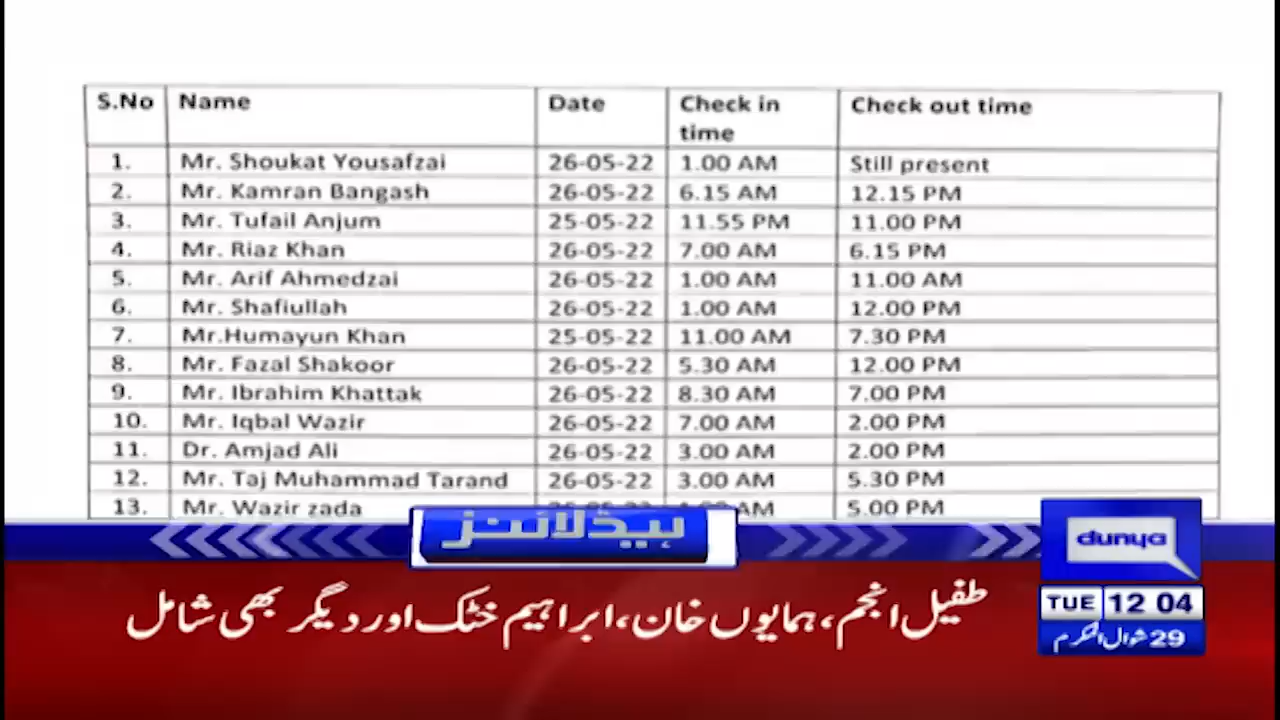 S.No Name Date Check in time Check out time
1. Mr. Shoukat Yousafzai 26-05-22 1.00 AM Still present
2. Mr. Kamran Bangash 26-05-22 6.15 AM 12.15 PM
3. Mr. Tufail Anjum 25-05-22 11.55 PM 11.00 PM
4. Mr. Riaz Khan 26-05-22 7.00 AM 6.15 PM
5. Mr. Arif Ahmedzai 26-05-22 1.00 AM 11.00 AM
6. Mr. Shafiullah 26-05-22 1.00 AM 12.00 PM
7. Mr.Humayun Khan 25-05-22 11.00 AM 7.30 PM
8. Mr. Fazal Shakoor 26-05-22 5.30 AM 12.00 PM
9. Mr. Ibrahim Khattak 26-05-22 8.30 AM 7.00 PM
10. Mr. Iqbal Wazir 26-05-22 7.00 AM 2.00 PM
11. Dr. Amjad Ali 26-05-22 3.00 AM 2.00 PM
12. Mr. Taj Muhammad Tarand 26-05-22 3.00 AM 5.30 PM
13. Mr. Wazir zada AM 5.00 PM
ہیڈلائنز
dunya
طفیل انجم، ہمایوں خان، ابراہیم خٹک اور دیگر بھی شامل
TUE 12 04
29 شوال المکرم